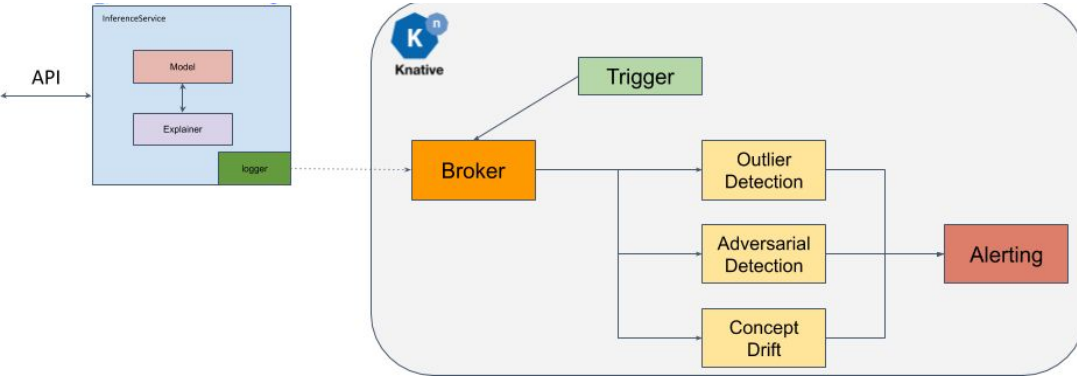 InferenceService
Model
API
Explainer
logger
K
n
Knative
Trigger
Broker
Outlier
Detection
Adversarial
Detection
Concept
Drift
Alerting